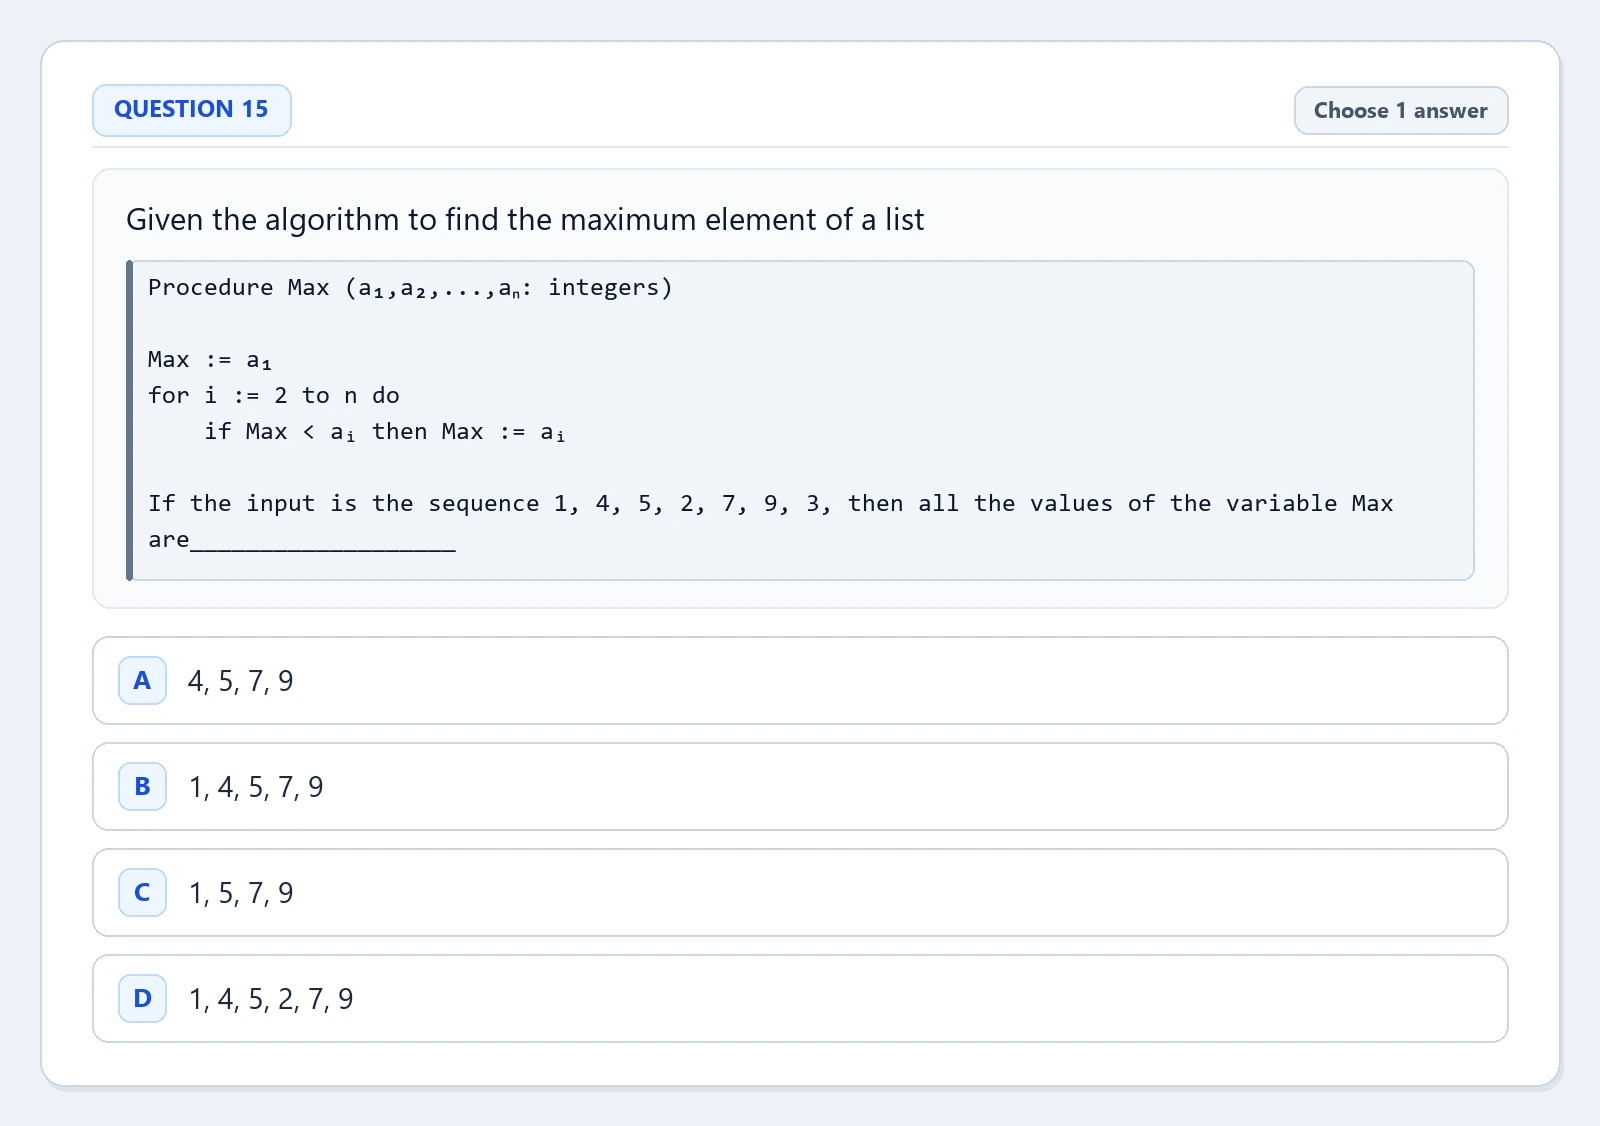 QUESTION 15
Choose 1 answer
Given the algorithm to find the maximum element of a list
Procedure Max (a₁,a₂,...,aₙ: integers)
Max := a₁
for i := 2 to n do
    if Max < aᵢ then Max := aᵢ
If the input is the sequence 1, 4, 5, 2, 7, 9, 3, then all the values of the variable Max
are___________________
A 4, 5, 7, 9
B 1, 4, 5, 7, 9
C 1, 5, 7, 9
D 1, 4, 5, 2, 7, 9